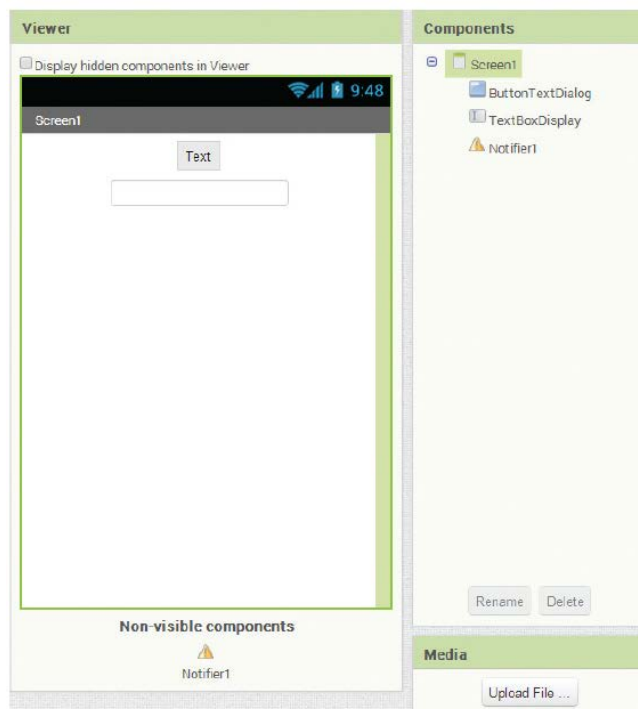 Viewer
Display hidden components in Viewer
9:48
Screen1
Text
Non-visible components
Notifier1
Components
Screen1
ButtonTextDialog
TextBoxDisplay
Notifier1
Rename Delete
Media
Upload File ...